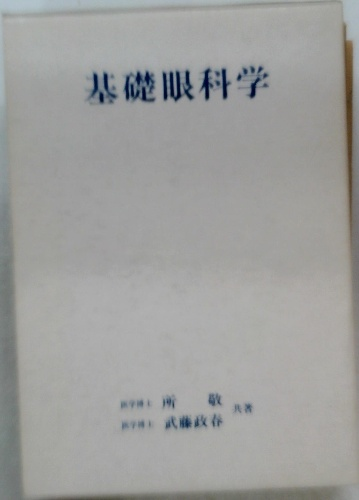 基礎眼科学
医学博士 所 敬
医学博士 武藤政春 共著